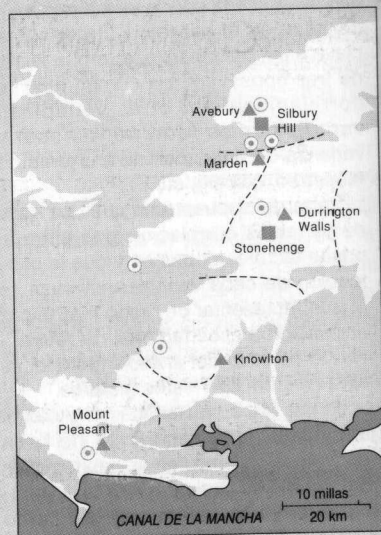 Avebury
Silbury
Hill
Marden
Durrington
Walls
Stonehenge
Knowlton
Mount
Pleasant
10 millas
20 km
CANAL DE LA MANCHA